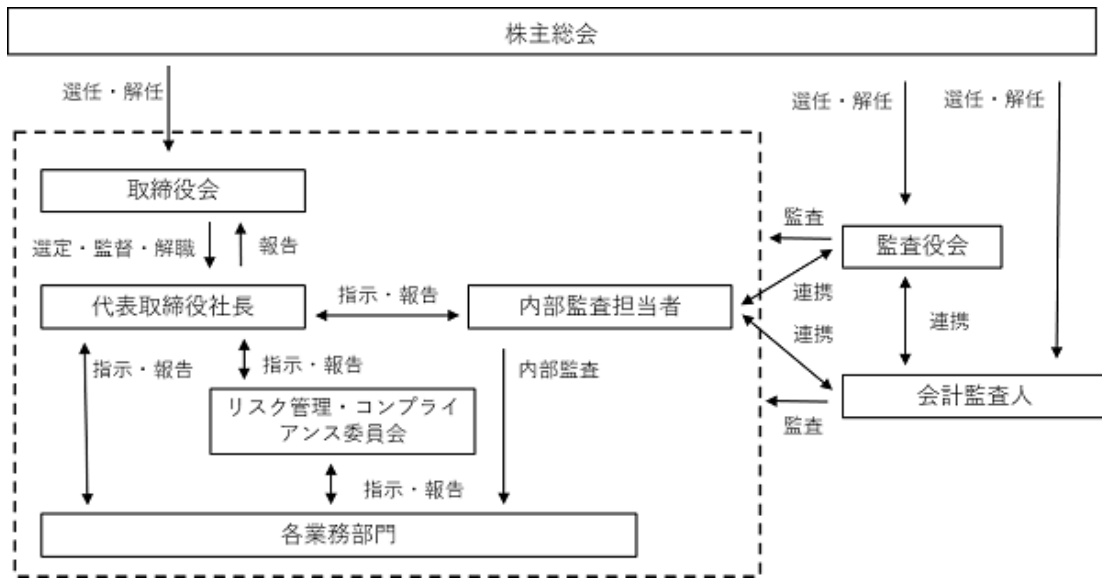 株主総会
選任・解任
選任・解任
選任・解任
取締役会
監査
監査役会
選定・監督・解職
報告
代表取締役社長
指示・報告
内部監査担当者
連携
連携
連携
指示・報告
指示・報告
内部監査
リスク管理・コンプライ
アンス委員会
会計監査人
監査
指示・報告
各業務部門